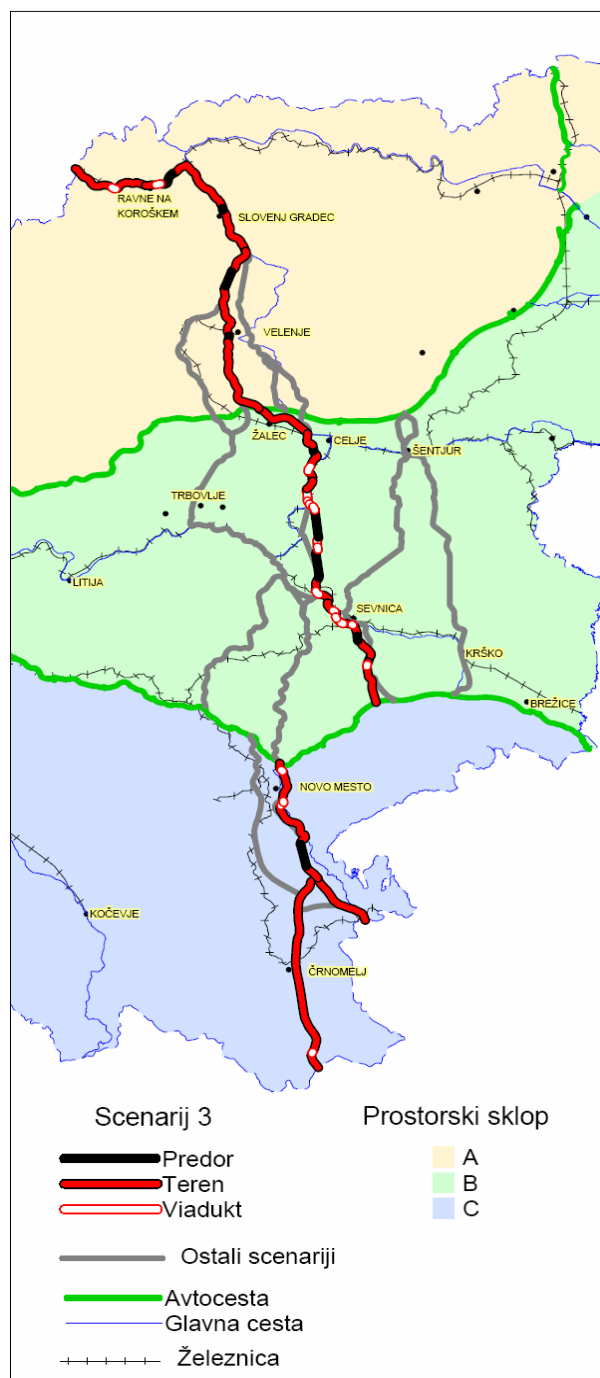 RAVNE NA
KOROŠKEM
SLOVENJ GRADEC
VELENJE
ŽALEC
CELJE
ŠENTJUR
TRBOVLJE
LITIJA
SEVNICA
KRŠKO
BREŽICE
NOVO MESTO
KOČEVJE
ČRNOMELJ
Scenarij 3
Prostorski sklop
Predor
A
Teren
B
Viadukt
C
Ostali scenariji
Avtocesta
Glavna cesta
Železnica